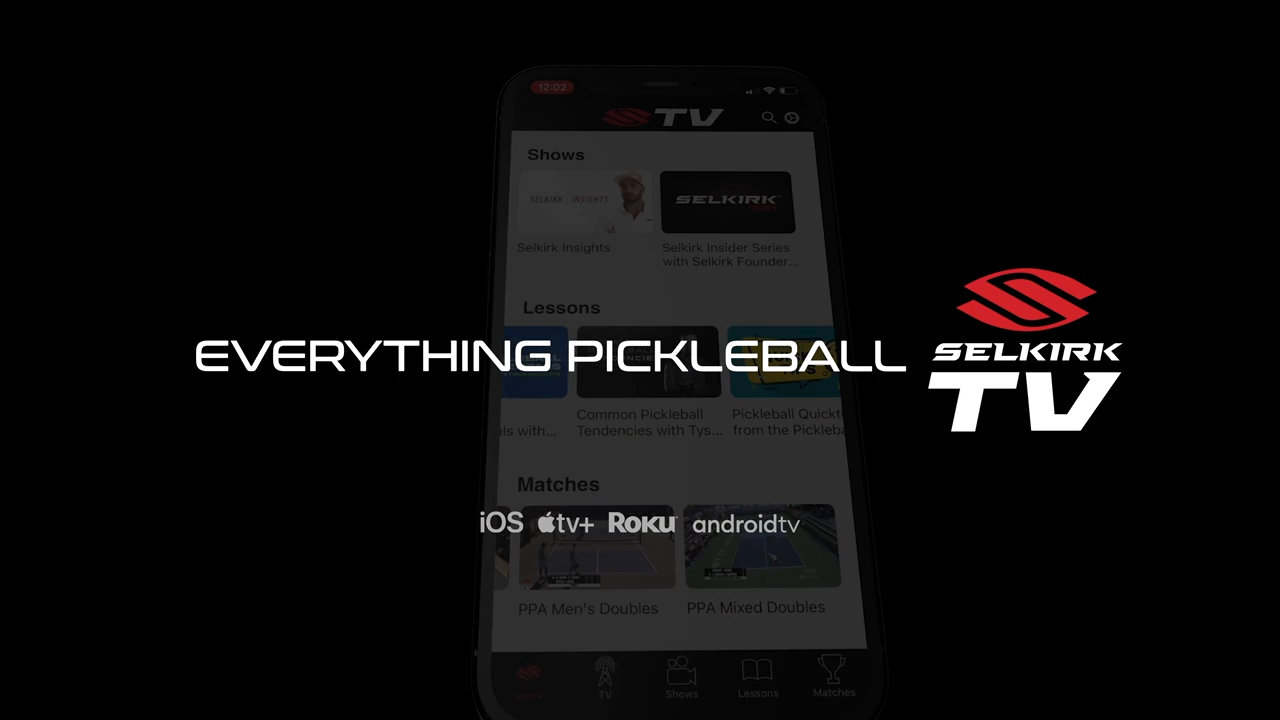 12:02
TV
Shows
SELKIRK | INSIGHTS
SELKIRK
Selkirk Insights
Selkirk Insider Series
with Selkirk Founder...
Lessons
EVERYTHING PICKLEBALL
SELKIRK
TV
Common Pickleball
Tendencies with Tys...
Pickleball Quickt
from the Pickleba
ls with...
Matches
iOS tv+ ROKU androidtv
PPA Men's Doubles
PPA Mixed Doubles
TV
Shows
Lessons
Matches